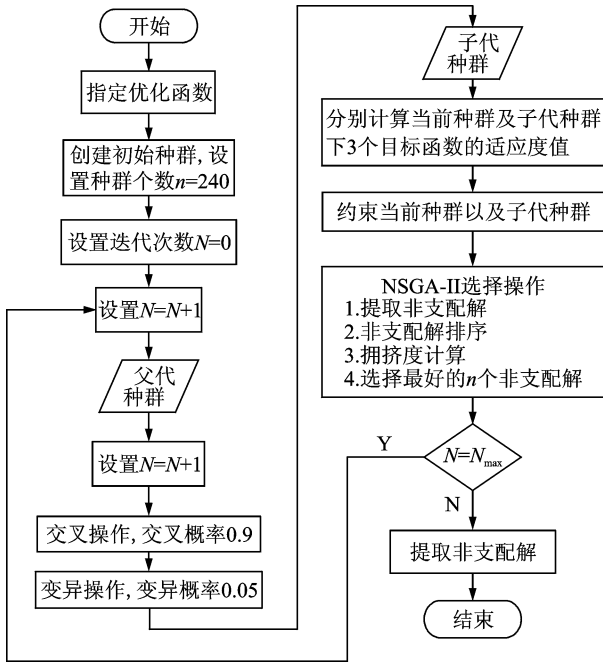 开始
指定优化函数
创建初始种群,设
置种群个数n=240
设置迭代次数N=0
设置N=N+1
父代
种群
设置N=N+1
交叉操作,交叉概率0.9
变异操作,变异概率0.05
子代
种群
分别计算当前种群及子代种群
下3个目标函数的适应度值
约束当前种群以及子代种群
NSGA-II选择操作
1.提取非支配解
2.非支配解排序
3.拥挤度计算
4.选择最好的n个非支配解
Y
N=Nmax
N
提取非支配解
结束